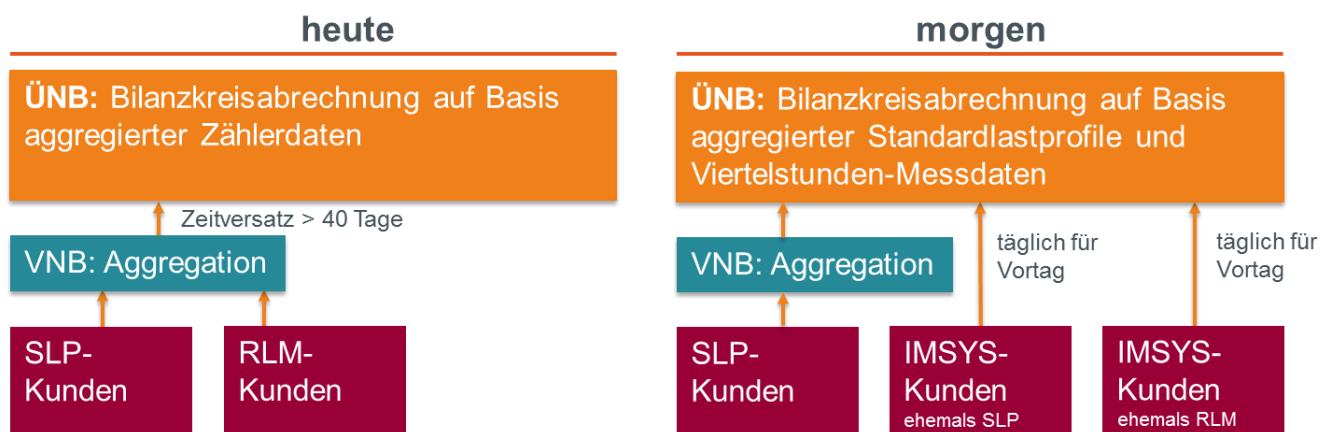 heute
ÜNB: Bilanzkreisabrechnung auf Basis
aggregierter Zählerdaten
Zeitversatz > 40 Tage
VNB: Aggregation
SLP-
Kunden
RLM-
Kunden
morgen
ÜNB: Bilanzkreisabrechnung auf Basis
aggregierter Standardlastprofile und
Viertelstunden-Messdaten
täglich für
Vortag
täglich für
Vortag
VNB: Aggregation
SLP-
Kunden
IMSYS-
Kunden
ehemals SLP
IMSYS-
Kunden
ehemals RLM